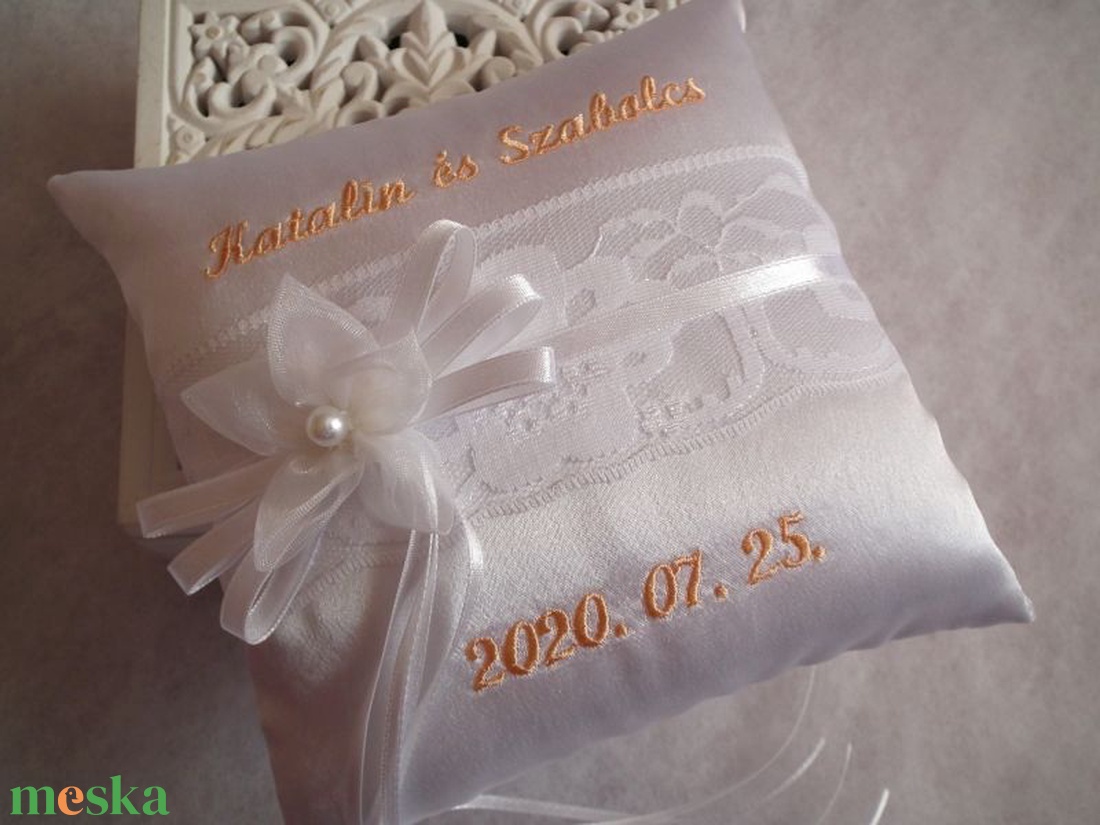 Katalin és Szabolcs
2020. 07. 25.
meska